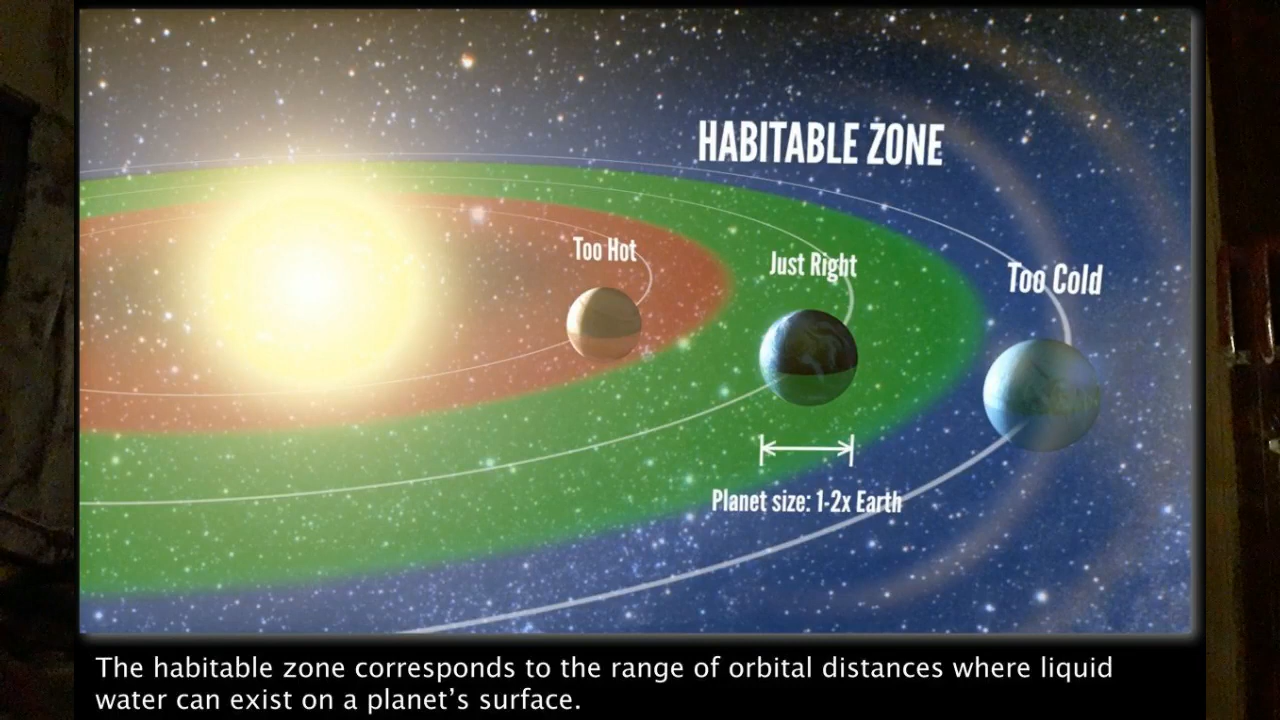 HABITABLE ZONE
Too Hot
Just Right
Too Cold
Planet size: 1-2x Earth
The habitable zone corresponds to the range of orbital distances where liquid
water can exist on a planet’s surface.